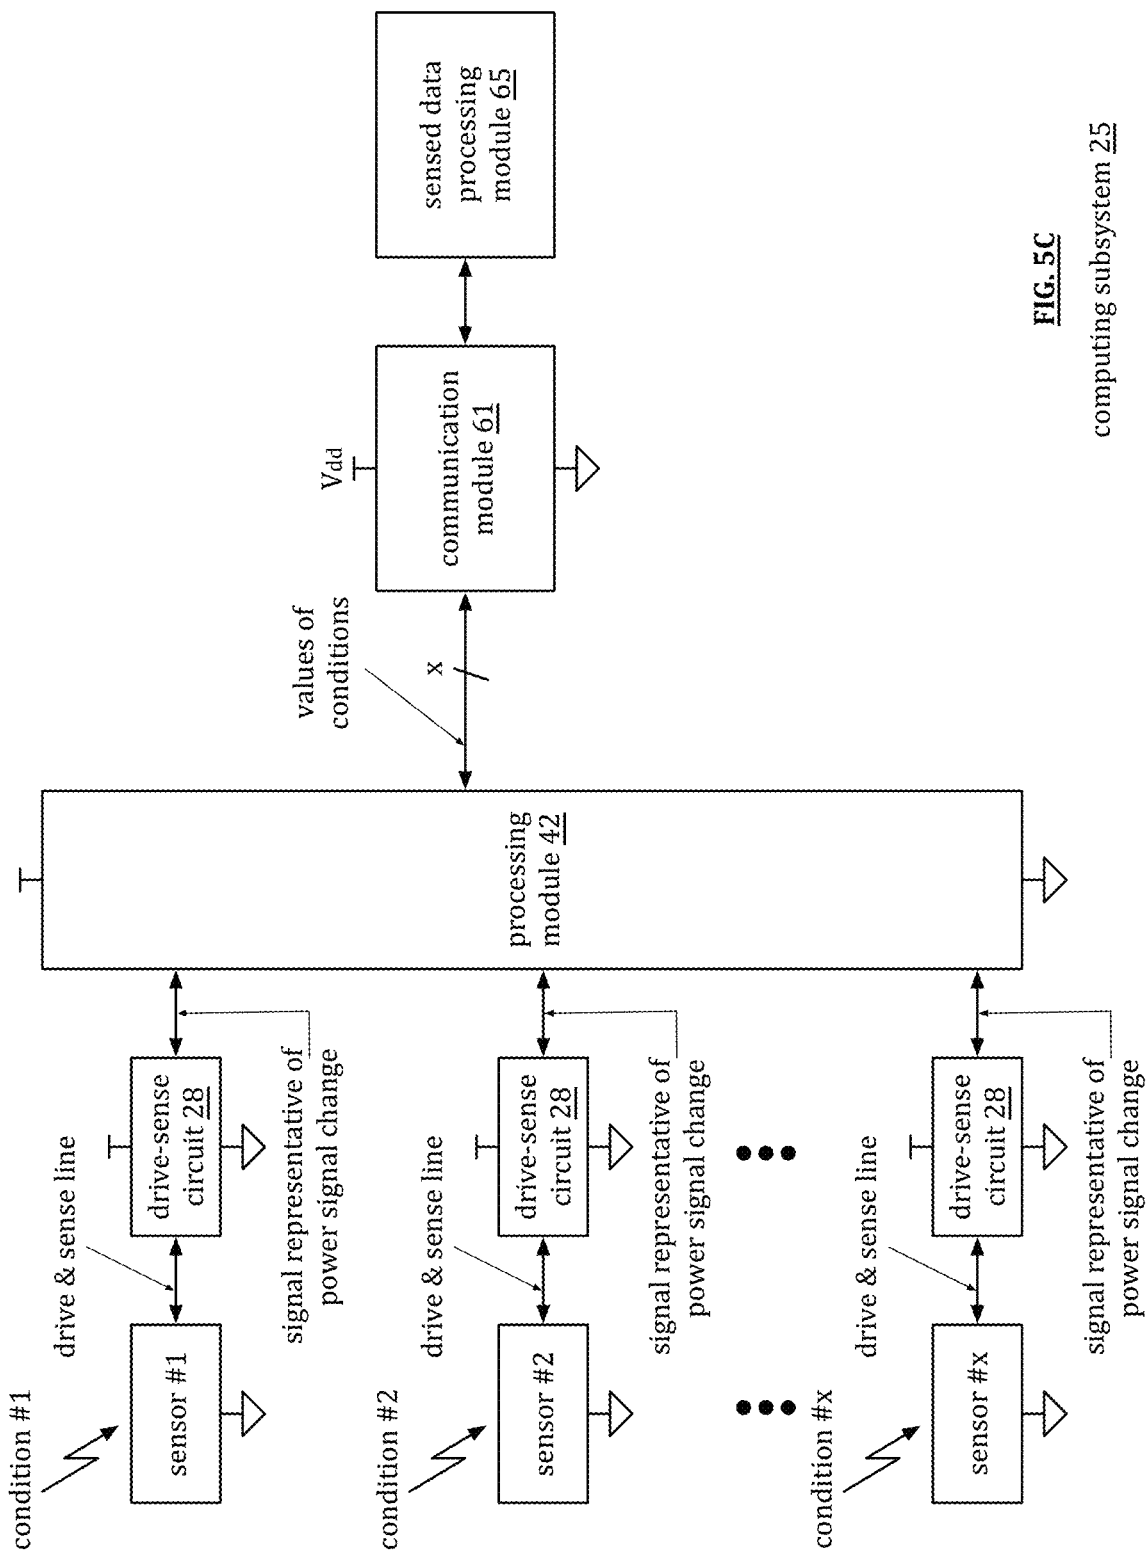 condition #1
sensor #1
drive & sense line
drive-sense
circuit 28
signal representative of
power signal change
condition #2
sensor #2
drive & sense line
drive-sense
circuit 28
signal representative of
power signal change
condition #x
sensor #x
drive & sense line
drive-sense
circuit 28
signal representative of
power signal change
processing
module 42
values of
conditions
x
Vdd
communication
module 61
sensed data
processing
module 65
FIG. 5C
computing subsystem 25